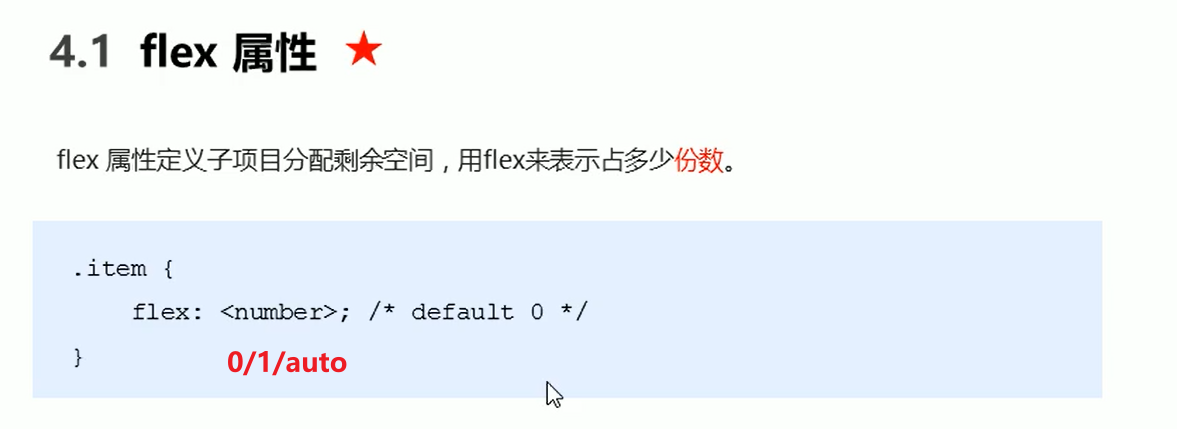 4.1 flex 属性 ★
flex 属性定义子项目分配剩余空间，用flex来表示占多少份数。
.item {
    flex: <number>; /* default 0 */
}
0/1/auto